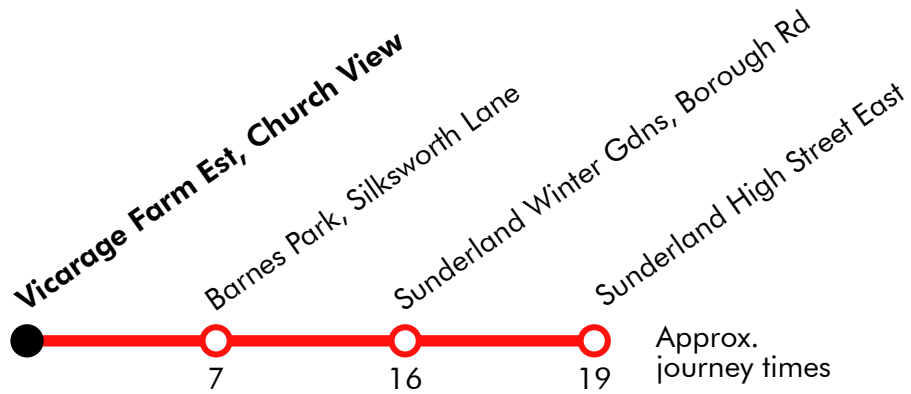 Vicarage Farm Est, Church View
Barnes Park, Silksworth Lane
Sunderland Winter Gdns, Borough Rd
Sunderland High Street East
7
16
19
Approx.
journey times